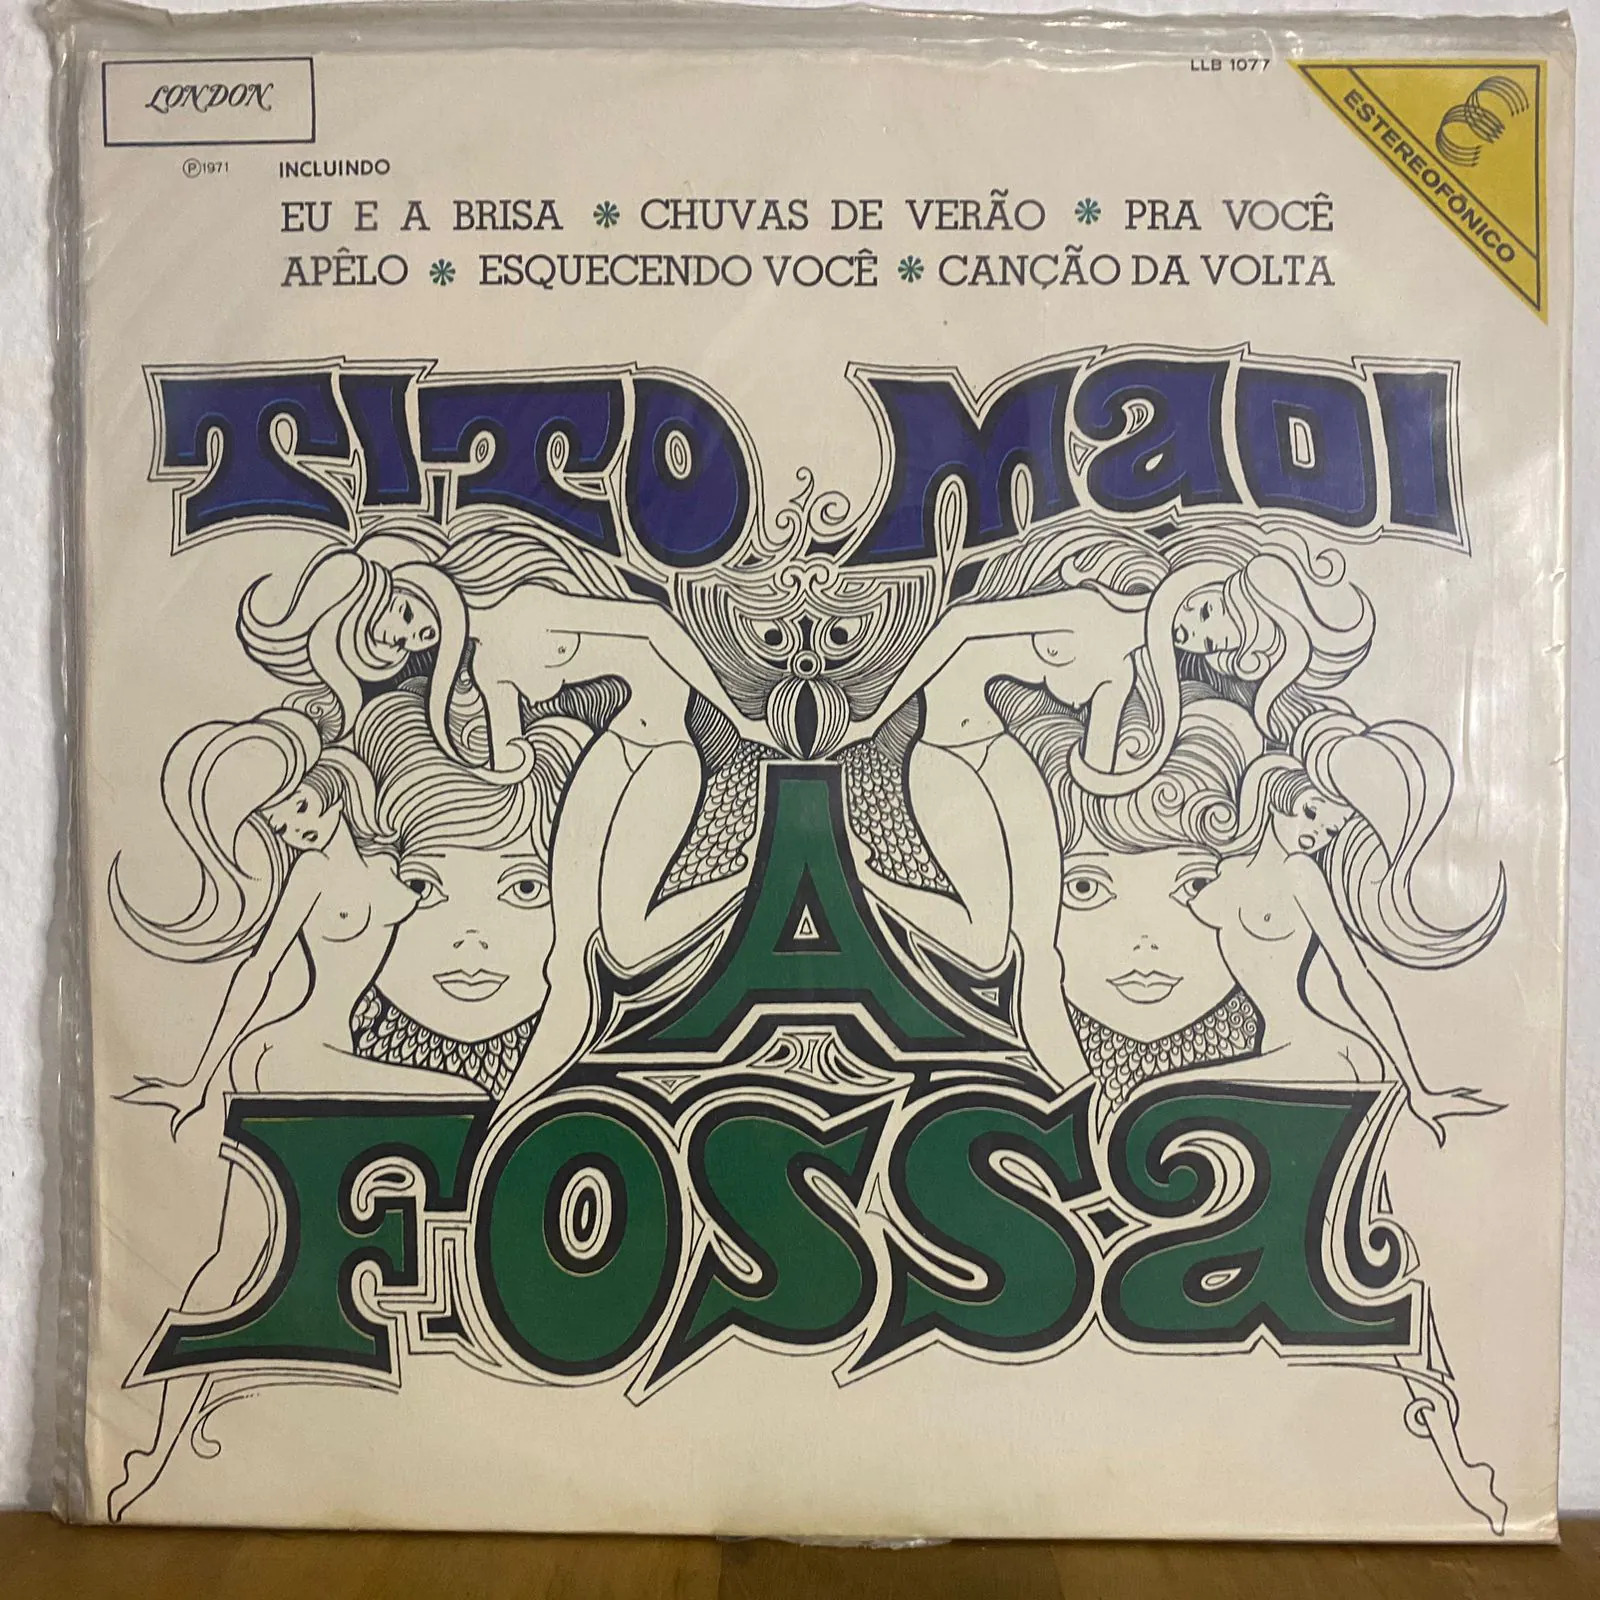 LONDON
LLB 1077
ESTEREOFÔNICO
Ⓟ1971 INCLUINDO
EU E A BRISA * CHUVAS DE VERÃO * PRA VOCÊ
APÊLO * ESQUECENDO VOCÊ * CANÇÃO DA VOLTA
TITO MADI
A
FOSSA